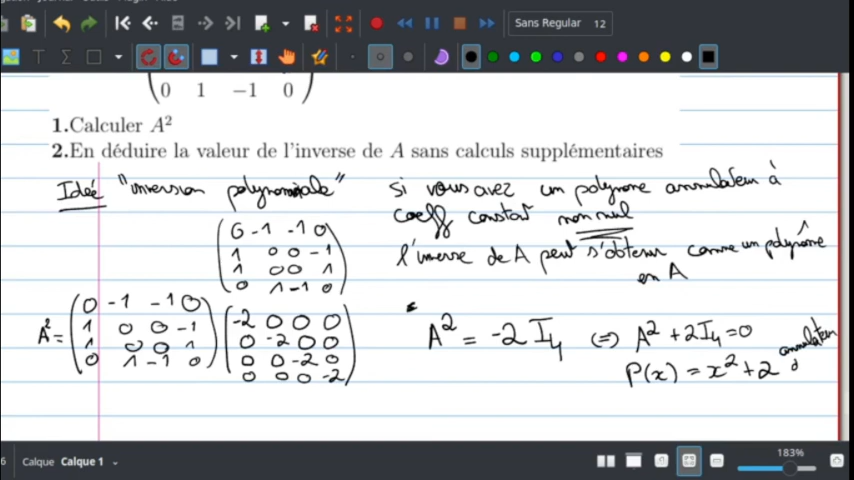 Sans Regular 12
0 1 −1 0
1.Calculer A²
2.En déduire la valeur de l'inverse de A sans calculs supplémentaires
Idée "inversion polynomiale"
si vous avez un polynome annulateur à
coeff constant non nul
l'inverse de A peut s'obtenir comme un polynôme
en A
0 -1 -1 0
1 0 0 -1
1 0 0 1
0 1 -1 0
A² = 0 -1 -1 0
1 0 0 -1
1 0 0 1
0 1 -1 0
-2 0 0 0
0 -2 0 0
0 0 -2 0
0 0 0 -2
A² = -2 I₄ (=) A² + 2I₄ = 0
P(x) = x² + 2 annulateur
6 Calque Calque 1
183%